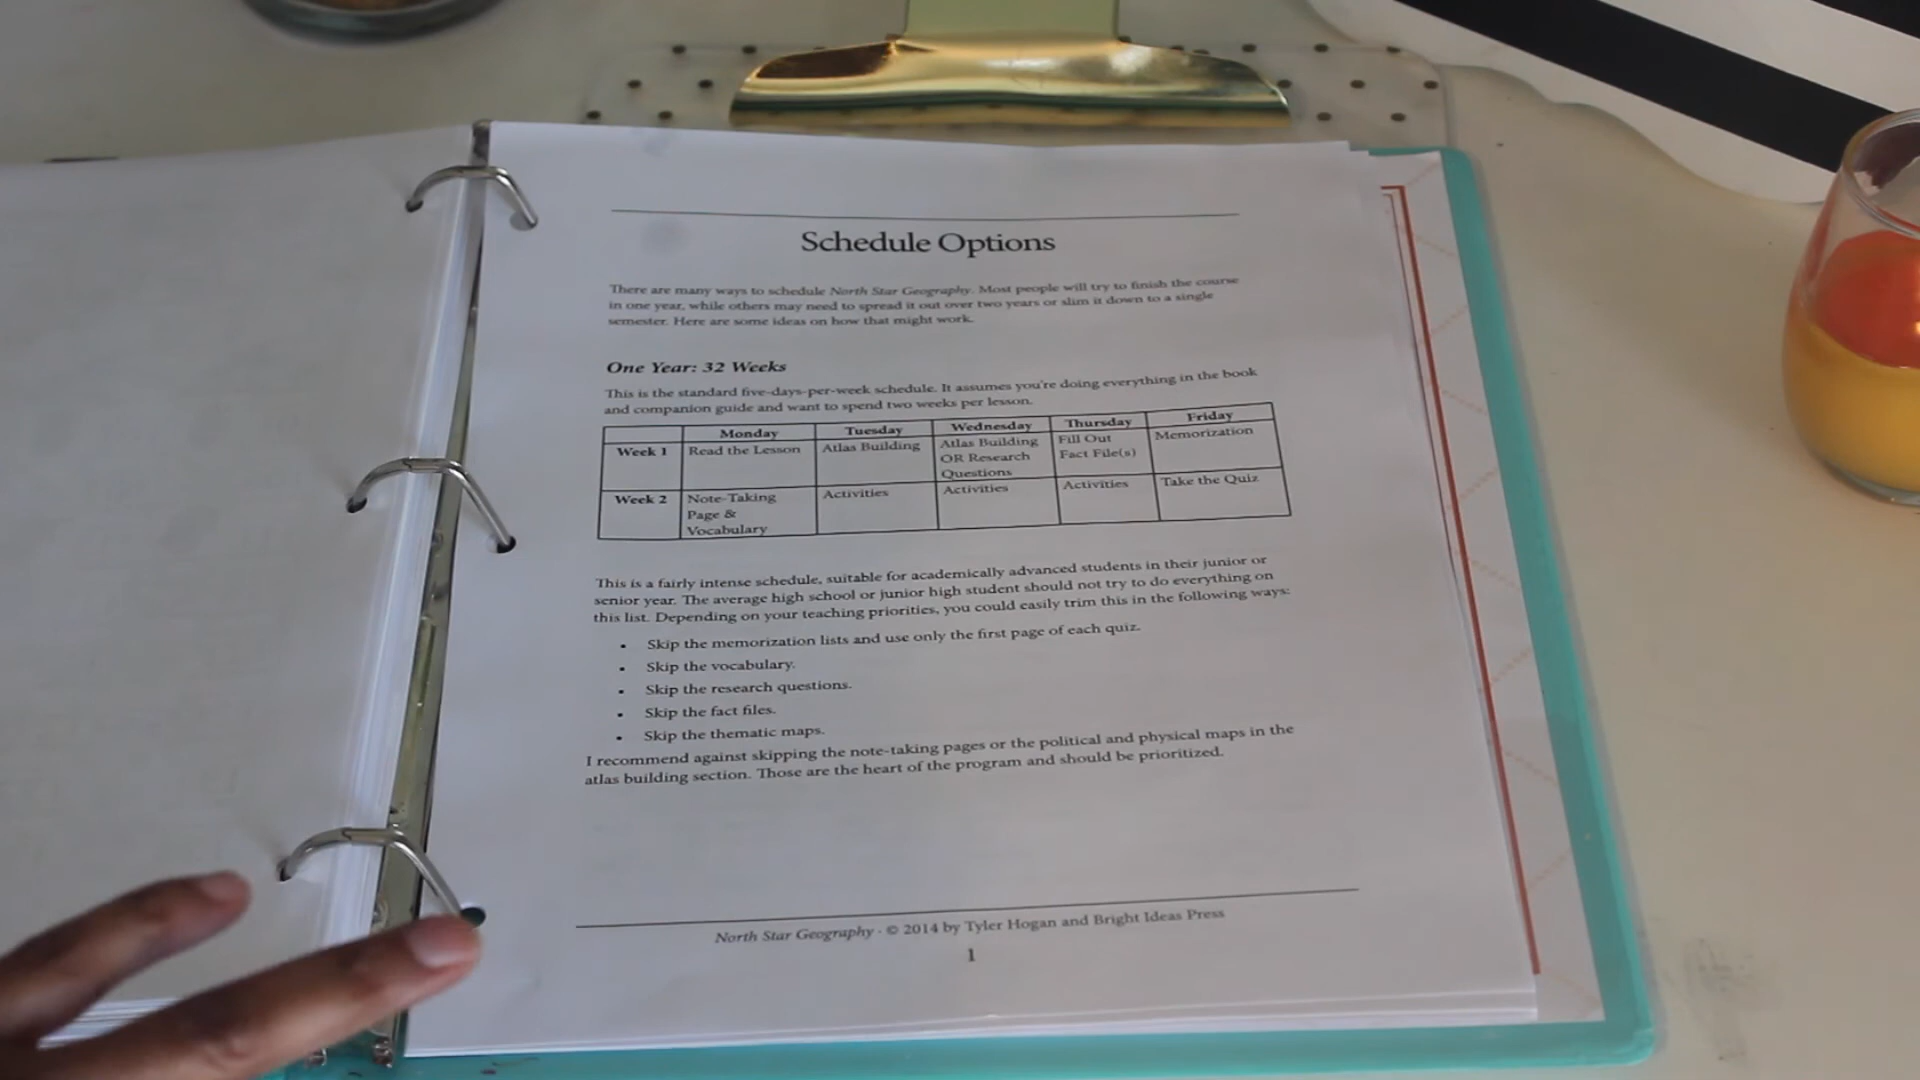 Schedule Options
There are many ways to schedule North Star Geography. Most people will try to finish the course
in one year, while others may need to spread it out over two years or slim it down to a single
semester. Here are some ideas on how that might work.
One Year: 32 Weeks
This is the standard five-days-per-week schedule. It assumes you're doing everything in the book
and companion guide and want to spend two weeks per lesson.
Monday Tuesday Wednesday Thursday Friday
Week 1 Read the Lesson Atlas Building Atlas Building Fill Out Memorization
OR Research Fact File(s)
Questions
Week 2 Note-Taking Activities Activities Activities Take the Quiz
Page &
Vocabulary
This is a fairly intense schedule, suitable for academically advanced students in their junior or
senior year. The average high school or junior high student should not try to do everything on
this list. Depending on your teaching priorities, you could easily trim this in the following ways:
• Skip the memorization lists and use only the first page of each quiz.
• Skip the vocabulary.
• Skip the research questions.
• Skip the fact files.
• Skip the thematic maps.
I recommend against skipping the note-taking pages or the political and physical maps in the
atlas building section. Those are the heart of the program and should be prioritized.
North Star Geography · © 2014 by Tyler Hogan and Bright Ideas Press
1